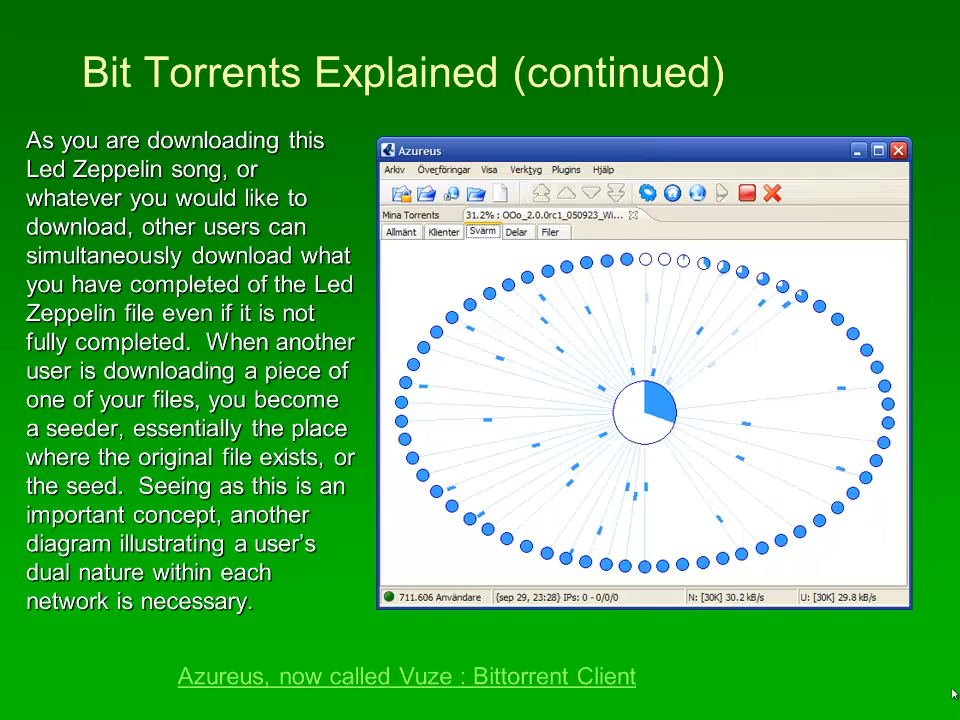 Bit Torrents Explained (continued)
As you are downloading this
Led Zeppelin song, or
whatever you would like to
download, other users can
simultaneously download what
you have completed of the Led
Zeppelin file even if it is not
fully completed.  When another
user is downloading a piece of
one of your files, you become
a seeder, essentially the place
where the original file exists, or
the seed.  Seeing as this is an
important concept, another
diagram illustrating a user's
dual nature within each
network is necessary.
Azureus
Arkiv Överföringar Visa Verktyg Plugins Hjälp
Mina Torrents 31.2% : OOo_2.0.0rc1_050923_Wi...
Allmänt Klienter Svärm Delar Filer
711.606 Användare {sep 29, 23:28} IPs: 0 - 0/0/0 N: [30K] 30.2 kB/s U: [30K] 29.8 kB/s
Azureus, now called Vuze : Bittorrent Client